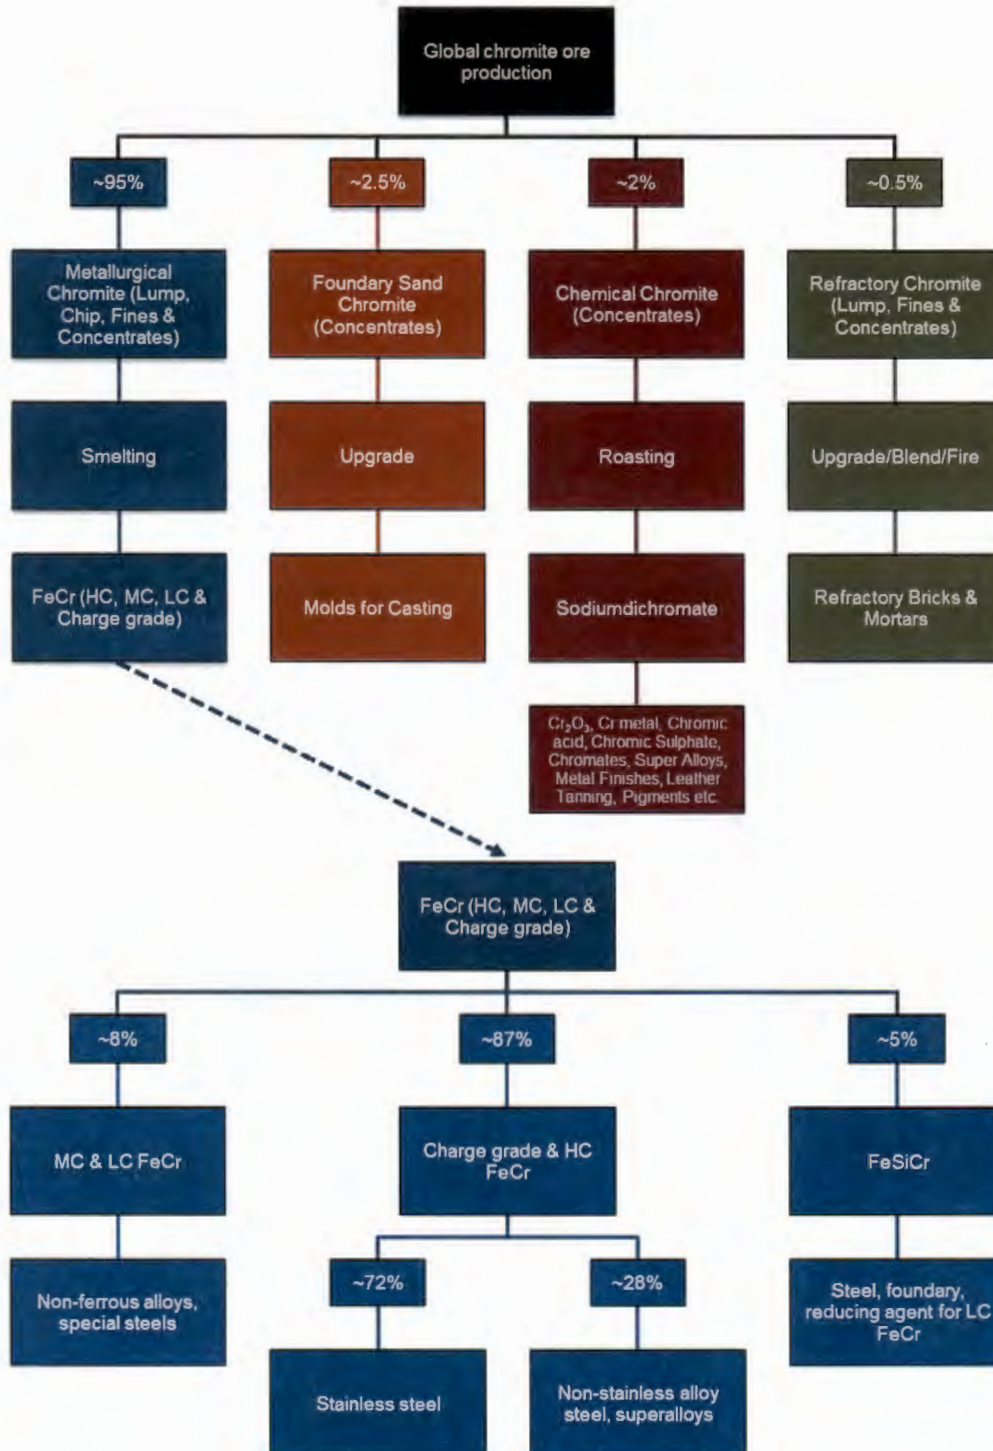 Global chromite ore
production
~95%
~2.5%
~2%
~0.5%
Metallurgical
Chromite (Lump,
Chip, Fines &
Concentrates)
Foundary Sand
Chromite
(Concentrates)
Chemical Chromite
(Concentrates)
Refractory Chromite
(Lump, Fines &
Concentrates)
Smelting
Upgrade
Roasting
Upgrade/Blend/Fire
FeCr (HC, MC, LC &
Charge grade)
Molds for Casting
Sodiumdichromate
Refractory Bricks &
Mortars
Cr₂O₃, Cr metal, Chromic
acid, Chromic Sulphate,
Chromates, Super Alloys,
Metal Finishes, Leather
Tanning, Pigments etc
FeCr (HC, MC, LC &
Charge grade)
~8%
~87%
~5%
MC & LC FeCr
Charge grade & HC
FeCr
FeSiCr
Non-ferrous alloys,
special steels
~72%
~28%
Steel, foundary,
reducing agent for LC
FeCr
Stainless steel
Non-stainless alloy
steel, superalloys